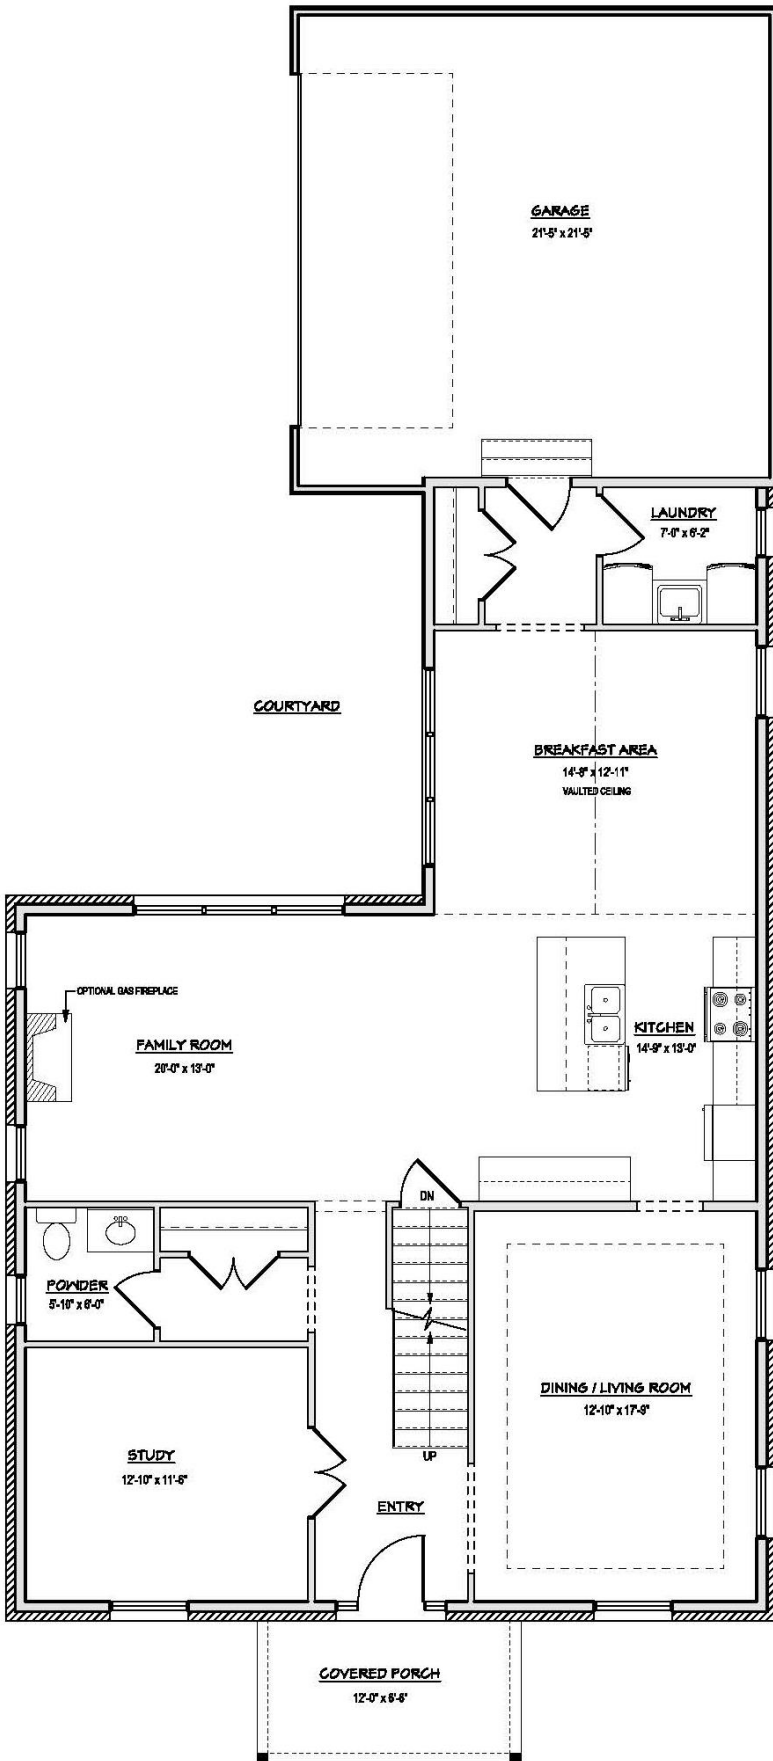 GARAGE
21'-5" x 21'-5"
LAUNDRY
7'-0" x 6'-2"
COURTYARD
BREAKFAST AREA
14'-8" x 12'-11"
VAULTED CEILING
OPTIONAL GAS FIREPLACE
FAMILY ROOM
20'-0" x 13'-0"
KITCHEN
14'-9" x 13'-0"
DN
POWDER
5'-10" x 6'-0"
DINING / LIVING ROOM
12'-10" x 17'-9"
STUDY
12'-10" x 11'-6"
UP
ENTRY
COVERED PORCH
12'-0" x 6'-6"